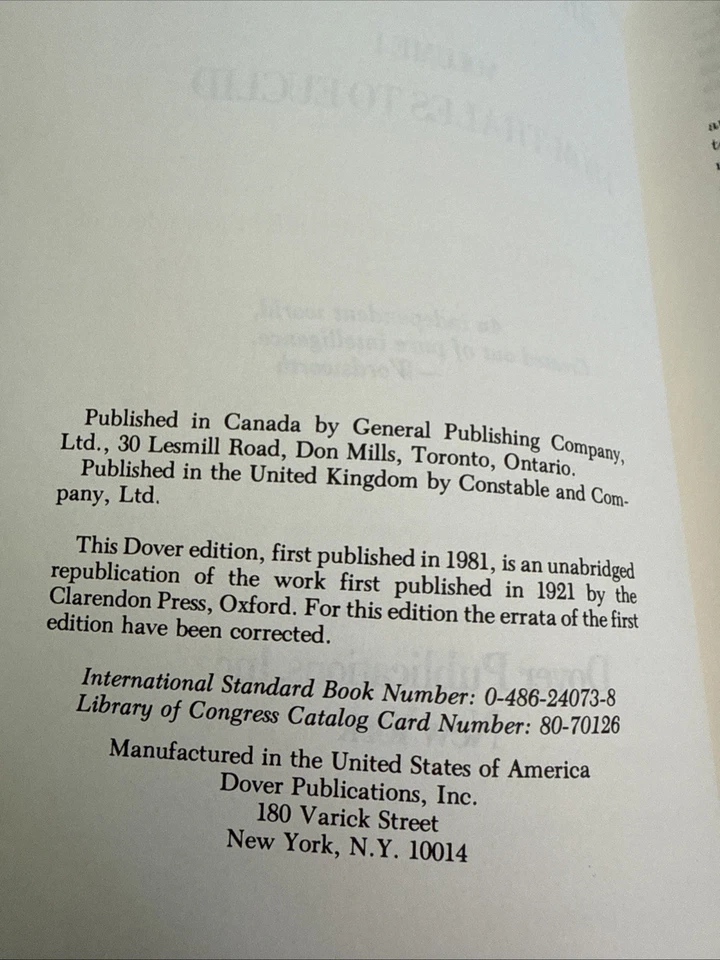 Published in Canada by General Publishing Company,
Ltd., 30 Lesmill Road, Don Mills, Toronto, Ontario.
Published in the United Kingdom by Constable and Com-
pany, Ltd.
This Dover edition, first published in 1981, is an unabridged
republication of the work first published in 1921 by the
Clarendon Press, Oxford. For this edition the errata of the first
edition have been corrected.
International Standard Book Number: 0-486-24073-8
Library of Congress Catalog Card Number: 80-70126
Manufactured in the United States of America
Dover Publications, Inc.
180 Varick Street
New York, N.Y. 10014